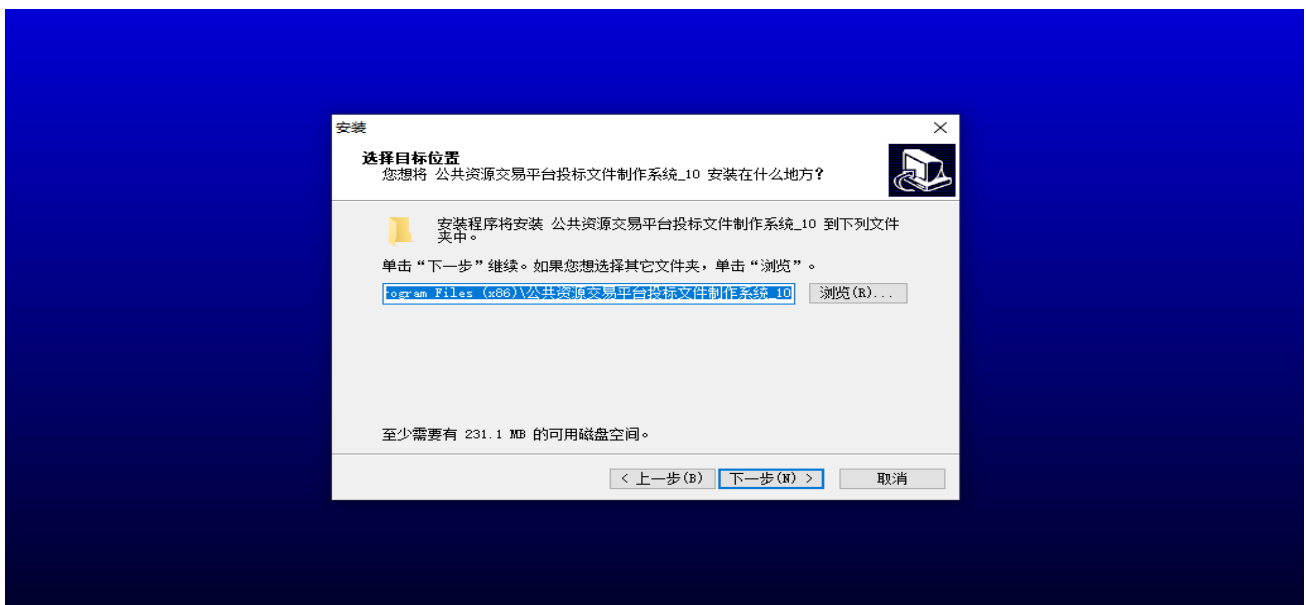 安装
选择目标位置
您想将 公共资源交易平台投标文件制作系统_10 安装在什么地方?
安装程序将安装 公共资源交易平台投标文件制作系统_10 到下列文件
夹中。
单击“下一步”继续。如果您想选择其它文件夹，单击“浏览”。
rogram Files (x86)\公共资源交易平台投标文件制作系统_10 浏览(R)...
至少需要有 231.1 MB 的可用磁盘空间。
< 上一步(B) 下一步(N) > 取消